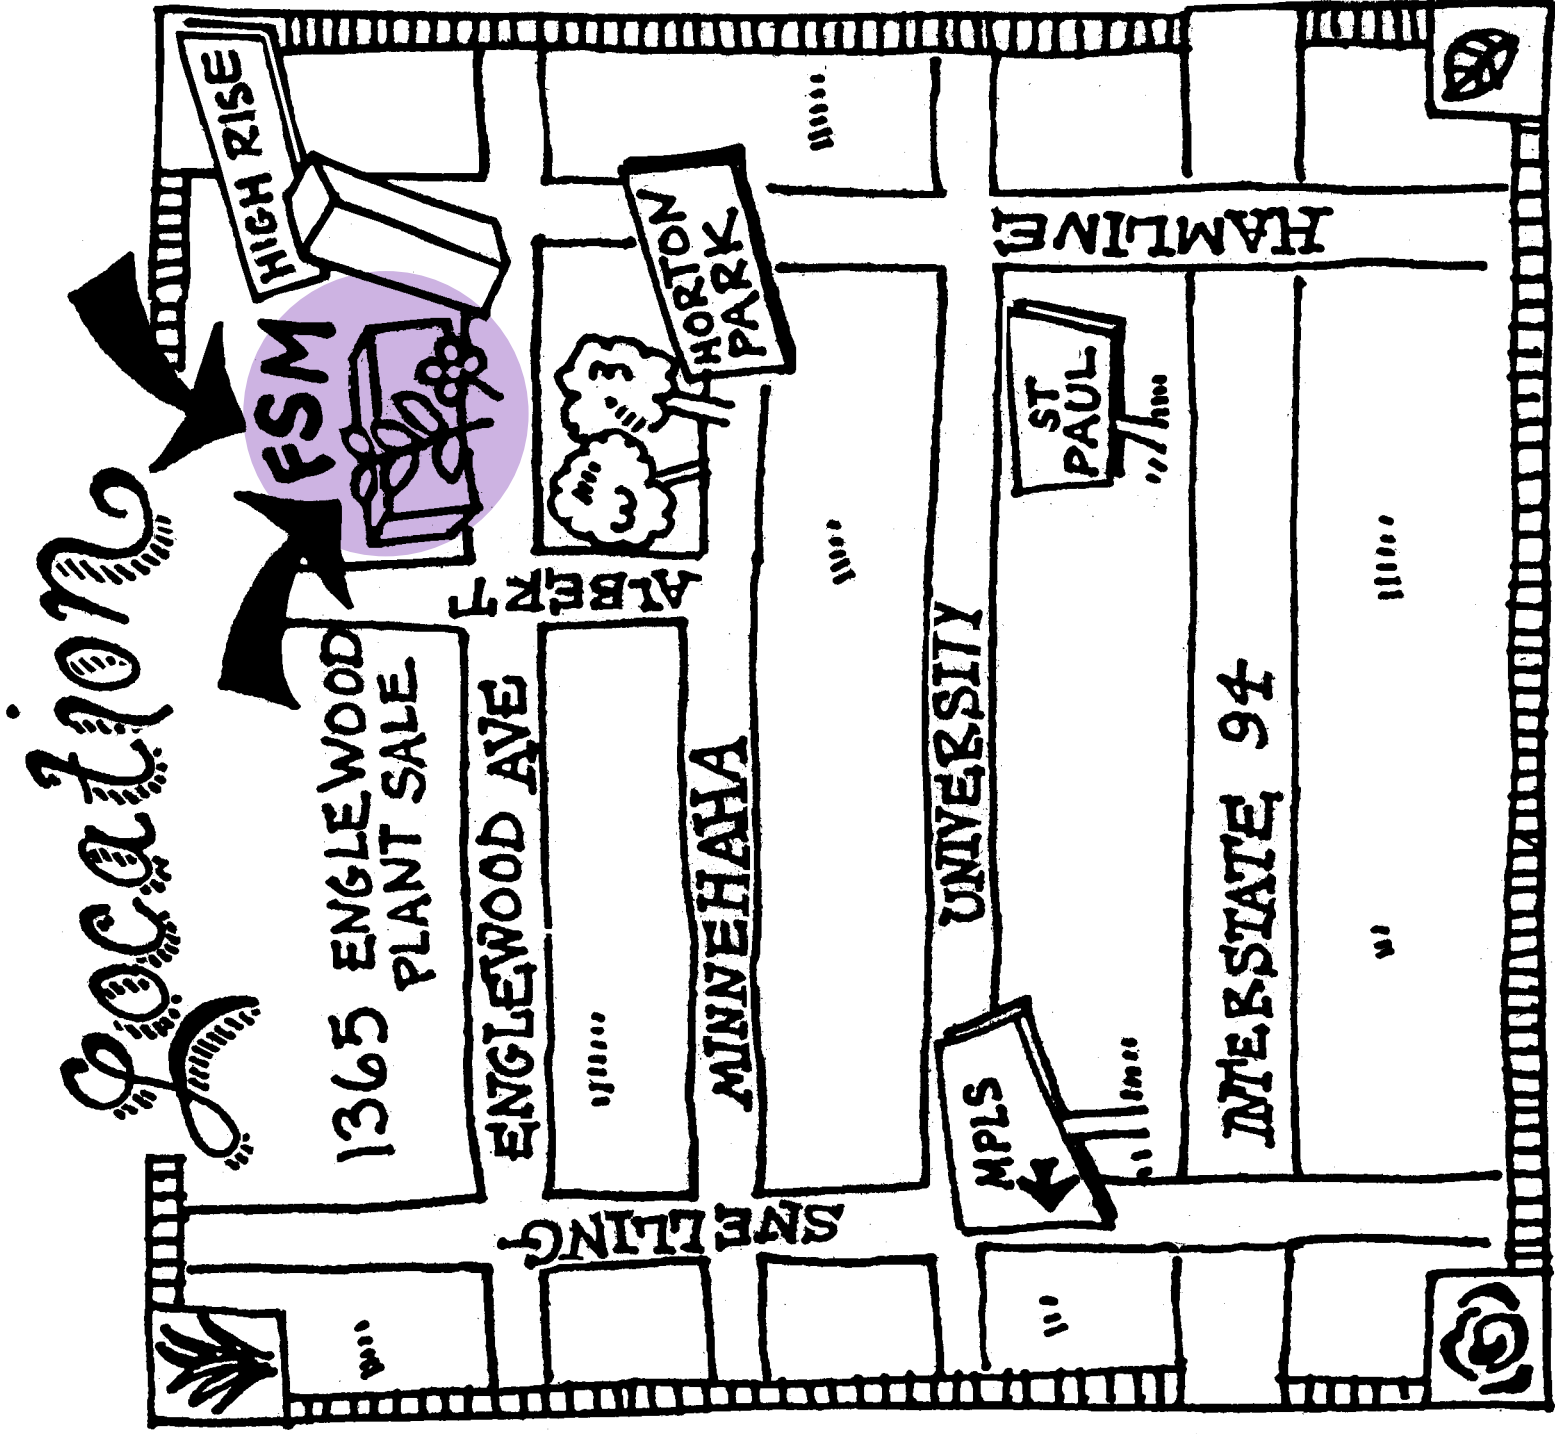 Location
1365 ENGLEWOOD
PLANT SALE
FSM
HIGH RISE
ENGLEWOOD AVE
ALBERT
HORTON
PARK
MINNEHAHA
SNELLING
HAMLINE
UNIVERSITY
MPLS
ST
PAUL
INTERSTATE 94